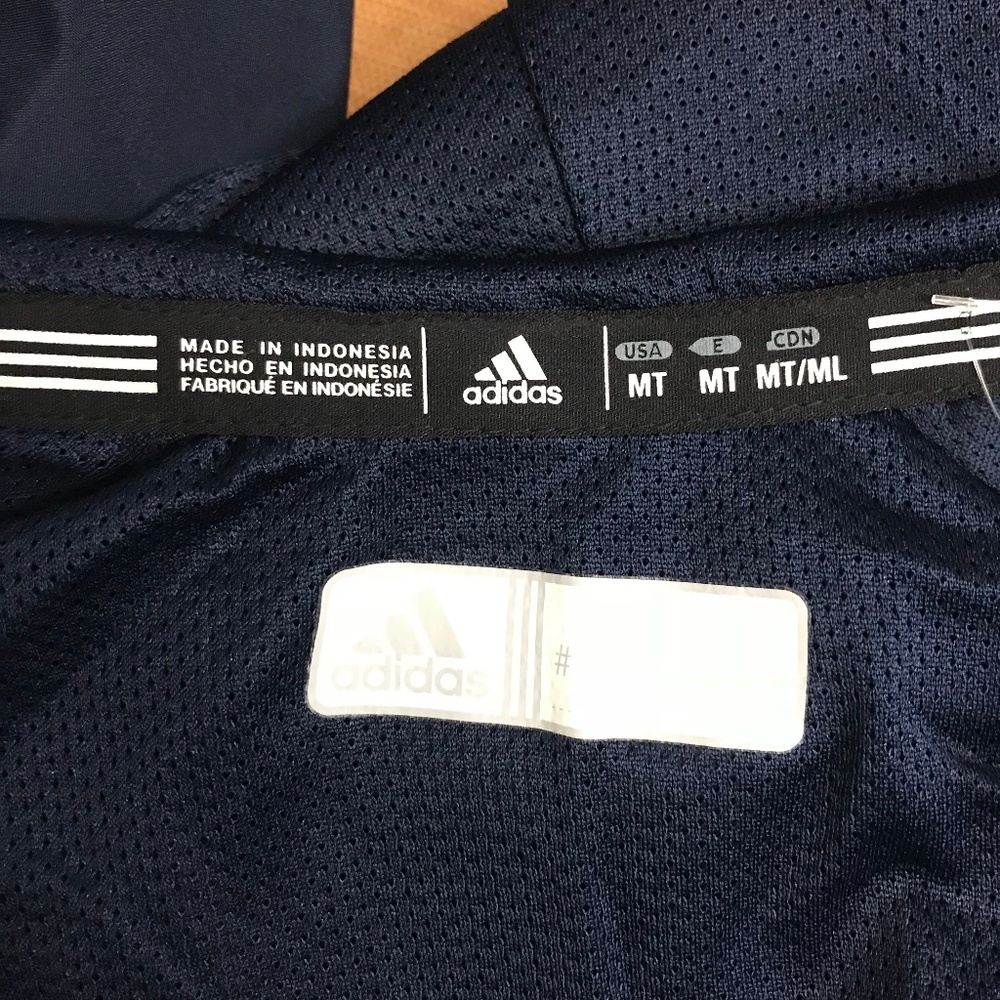 MADE IN INDONESIA
HECHO EN INDONESIA
FABRIQUÉ EN INDONÉSIE
adidas
USA E CDN
MT MT MT/ML
adidas
#